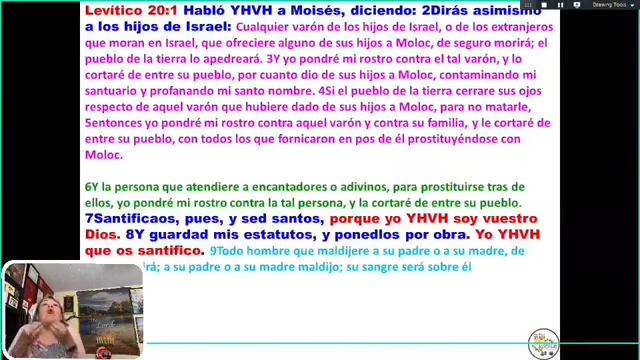 Levítico 20:1 Habló YHVH a Moisés, diciendo: 2Dirás asimismo
a los hijos de Israel: Cualquier varón de los hijos de Israel, o de los extranjeros
que moran en Israel, que ofreciere alguno de sus hijos a Moloc, de seguro morirá; el
pueblo de la tierra lo apedreará. 3Y yo pondré mi rostro contra el tal varón, y lo
cortaré de entre su pueblo, por cuanto dio de sus hijos a Moloc, contaminando mi
santuario y profanando mi santo nombre. 4Si el pueblo de la tierra cerrare sus ojos
respecto de aquel varón que hubiere dado de sus hijos a Moloc, para no matarle,
5entonces yo pondré mi rostro contra aquel varón y contra su familia, y le cortaré de
entre su pueblo, con todos los que fornicaron en pos de él prostituyéndose con
Moloc.
6Y la persona que atendiere a encantadores o adivinos, para prostituirse tras de
ellos, yo pondré mi rostro contra la tal persona, y la cortaré de entre su pueblo.
7Santificaos, pues, y sed santos, porque yo YHVH soy vuestro
Dios. 8Y guardad mis estatutos, y ponedlos por obra. Yo YHVH
que os santifico. 9Todo hombre que maldijere a su padre o a su madre, de
irá; a su padre o a su madre maldijo; su sangre será sobre él
Drawing Tools
Lord